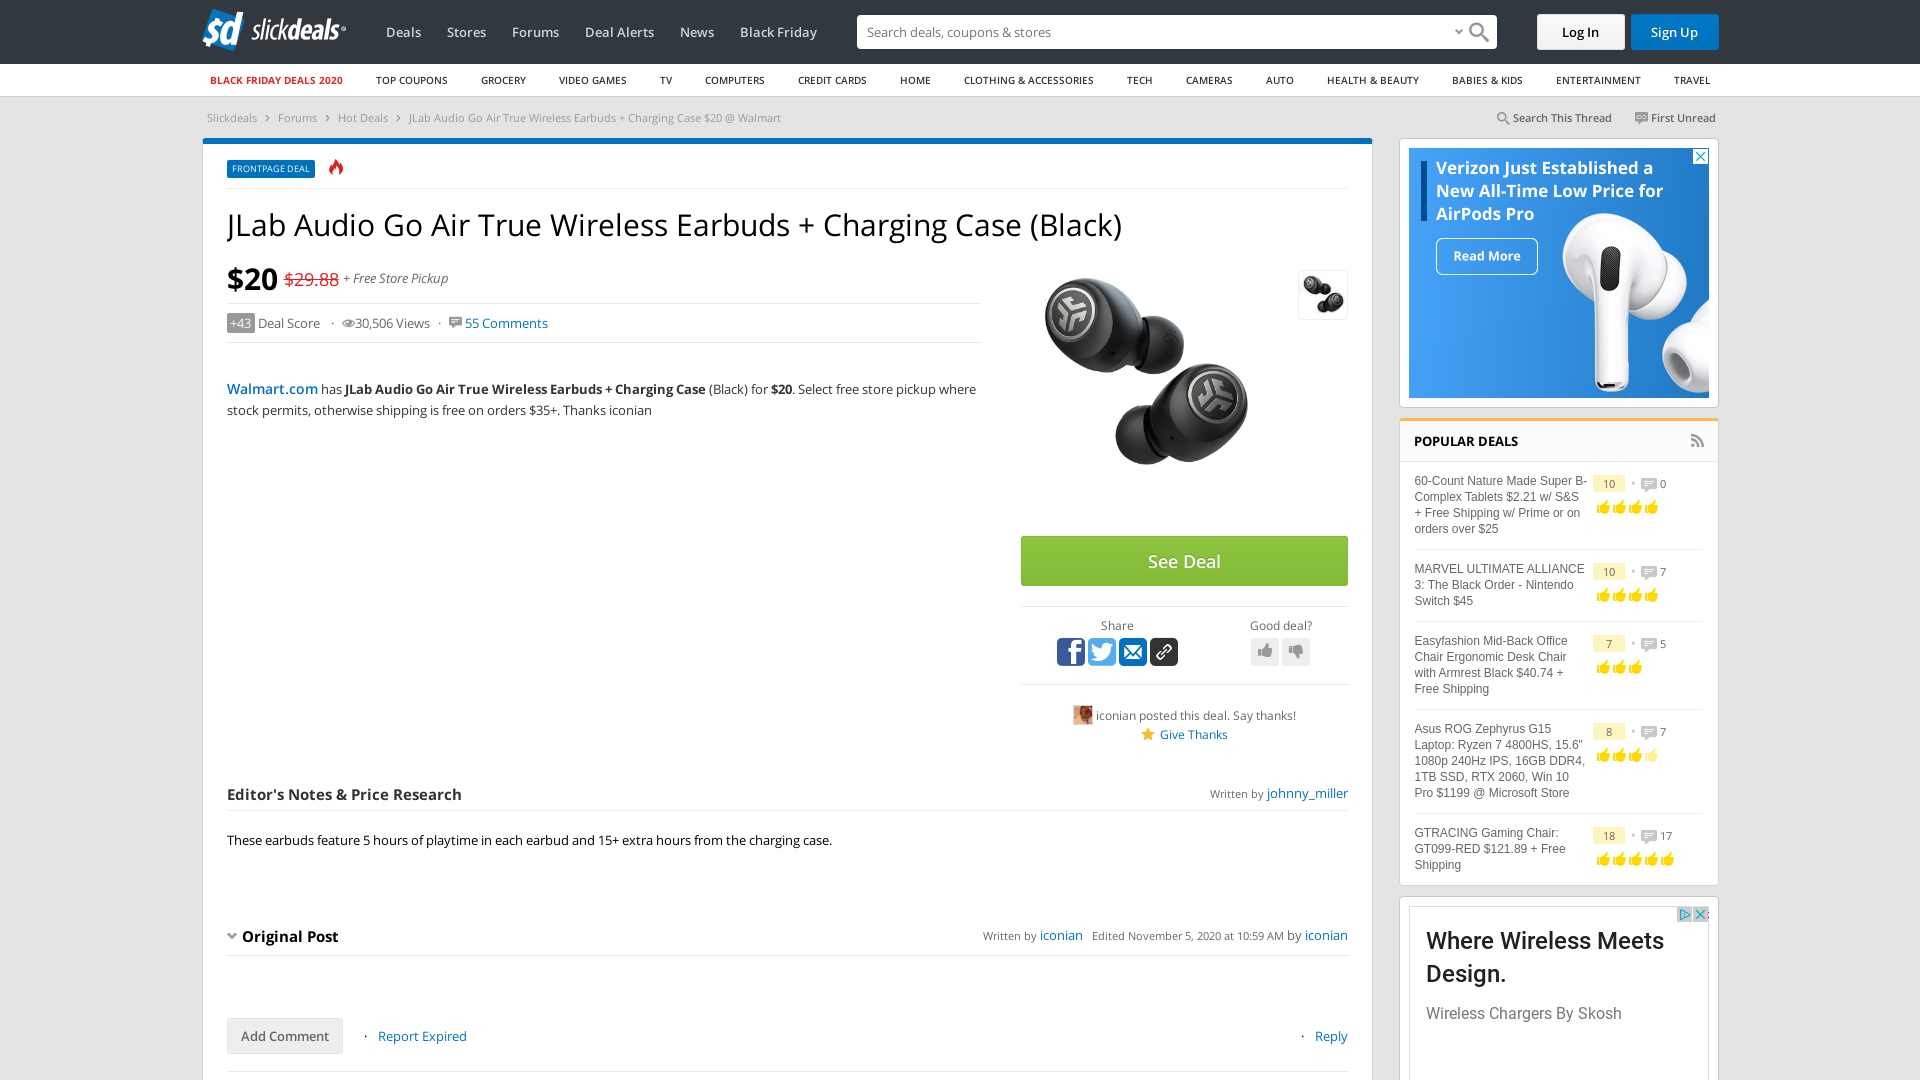 slickdeals
Deals Stores Forums Deal Alerts News Black Friday
Search deals, coupons & stores
Log In Sign Up
BLACK FRIDAY DEALS 2020 TOP COUPONS GROCERY VIDEO GAMES TV COMPUTERS CREDIT CARDS HOME CLOTHING & ACCESSORIES TECH CAMERAS AUTO HEALTH & BEAUTY BABIES & KIDS ENTERTAINMENT TRAVEL
Slickdeals › Forums › Hot Deals › JLab Audio Go Air True Wireless Earbuds + Charging Case $20 @ Walmart
Search This Thread First Unread
FRONTPAGE DEAL
JLab Audio Go Air True Wireless Earbuds + Charging Case (Black)
$20 $29.88 + Free Store Pickup
+43 Deal Score · 30,506 Views · 55 Comments
Walmart.com has JLab Audio Go Air True Wireless Earbuds + Charging Case (Black) for $20. Select free store pickup where
stock permits, otherwise shipping is free on orders $35+. Thanks iconian
See Deal
Share Good deal?
iconian posted this deal. Say thanks!
Give Thanks
Editor's Notes & Price Research
Written by johnny_miller
These earbuds feature 5 hours of playtime in each earbud and 15+ extra hours from the charging case.
Original Post
Written by iconian Edited November 5, 2020 at 10:59 AM by iconian
Add Comment · Report Expired · Reply
Verizon Just Established a
New All-Time Low Price for
AirPods Pro
Read More
POPULAR DEALS
60-Count Nature Made Super B-
Complex Tablets $2.21 w/ S&S
+ Free Shipping w/ Prime or on
orders over $25
10 • 0
MARVEL ULTIMATE ALLIANCE
3: The Black Order - Nintendo
Switch $45
10 • 7
Easyfashion Mid-Back Office
Chair Ergonomic Desk Chair
with Armrest Black $40.74 +
Free Shipping
7 • 5
Asus ROG Zephyrus G15
Laptop: Ryzen 7 4800HS, 15.6"
1080p 240Hz IPS, 16GB DDR4,
1TB SSD, RTX 2060, Win 10
Pro $1199 @ Microsoft Store
8 • 7
GTRACING Gaming Chair:
GT099-RED $121.89 + Free
Shipping
18 • 17
Where Wireless Meets
Design.
Wireless Chargers By Skosh